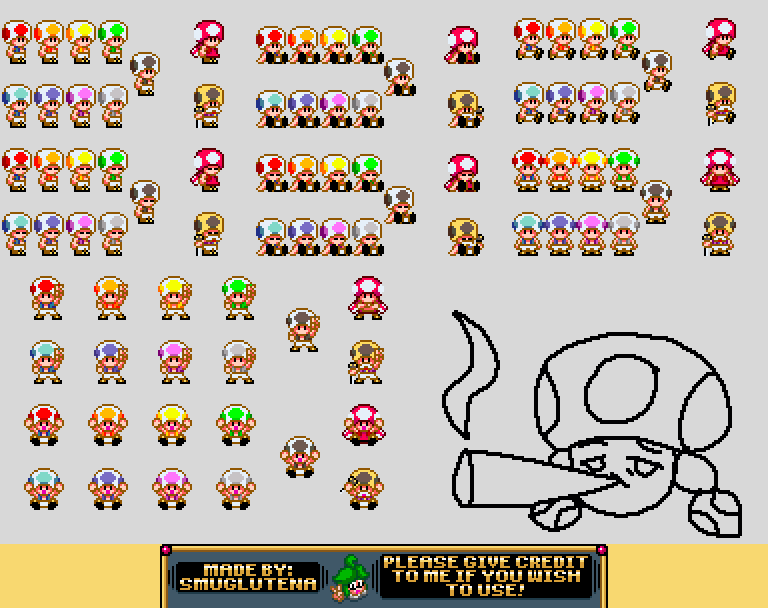 MADE BY:
SMUGLUTENA
PLEASE GIVE CREDIT
TO ME IF YOU WISH
TO USE!